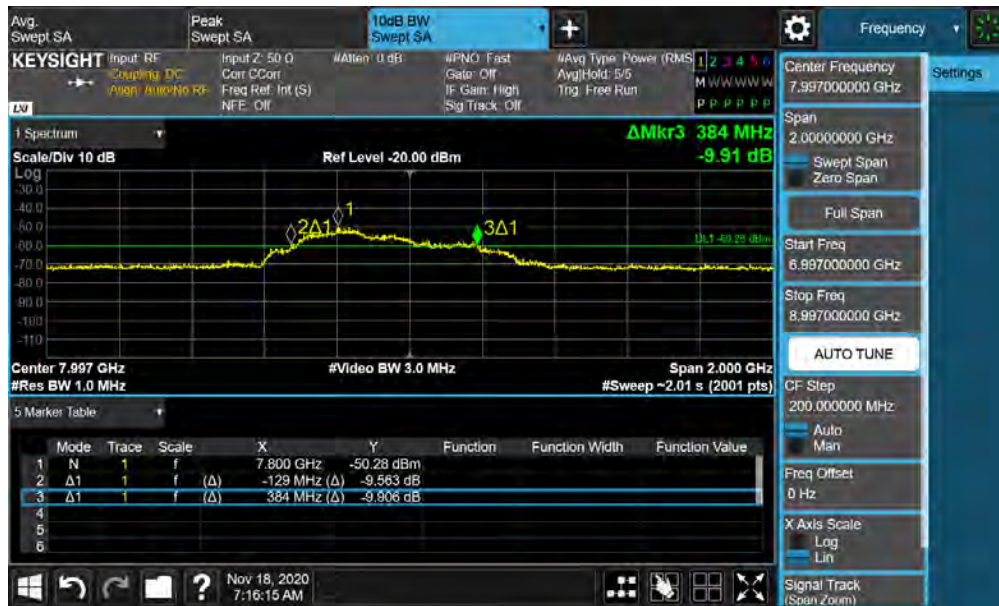 Avg.
Swept SA
Peak
Swept SA
10dB BW
Swept SA
Frequency
KEYSIGHT
LXI
Input: RF
Coupling: DC
Align: Auto/No RF
Input Z: 50 Ω
Corr CCorr
Freq Ref: Int (S)
NFE: Off
#Atten: 0 dB
#PNO: Fast
Gate: Off
IF Gain: High
Sig Track: Off
#Avg Type: Power (RMS
Avg|Hold: 5/5
Trig: Free Run
1 2 3 4 5 6
M W W W W W
P P P P P P
1 Spectrum
ΔMkr3 384 MHz
-9.91 dB
Scale/Div 10 dB
Ref Level -20.00 dBm
Log
-30.0
-40.0
-50.0
-60.0
-70.0
-80.0
-90.0
-100
-110
1
2Δ1
3Δ1
DL1 -60.28 dBm
Center 7.997 GHz
#Video BW 3.0 MHz
Span 2.000 GHz
#Res BW 1.0 MHz
#Sweep ~2.01 s (2001 pts)
5 Marker Table
Mode Trace Scale X Y Function Function Width Function Value
1 N 1 f 7.800 GHz -50.28 dBm
2 Δ1 1 f (Δ) -129 MHz (Δ) -9.563 dB
3 Δ1 1 f (Δ) 384 MHz (Δ) -9.906 dB
4
5
6
Nov 18, 2020
7:16:15 AM
Center Frequency
7.997000000 GHz
Settings
Span
2.00000000 GHz
Swept Span
Zero Span
Full Span
Start Freq
6.997000000 GHz
Stop Freq
8.997000000 GHz
AUTO TUNE
CF Step
200.000000 MHz
Auto
Man
Freq Offset
0 Hz
X Axis Scale
Log
Lin
Signal Track
(Span Zoom)